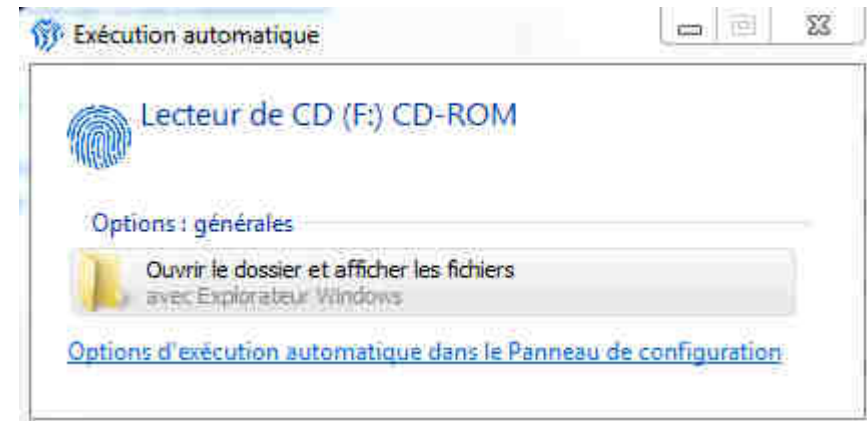 Exécution automatique
Lecteur de CD (F:) CD-ROM
Options : générales
Ouvrir le dossier et afficher les fichiers
avec Explorateur Windows
Options d'exécution automatique dans le Panneau de configuration